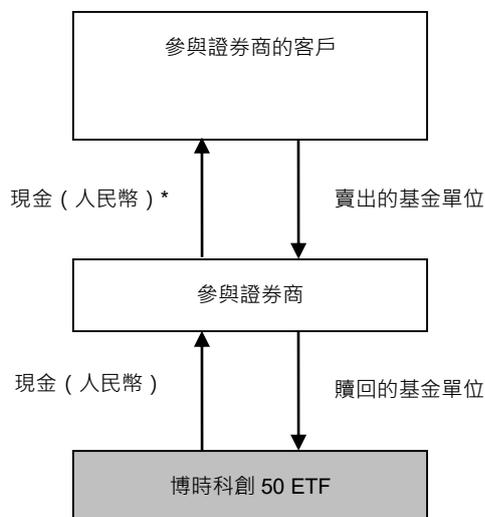 參與證券商的客戶
現金（人民幣）*
賣出的基金單位
參與證券商
現金（人民幣）
贖回的基金單位
博時科創 50 ETF